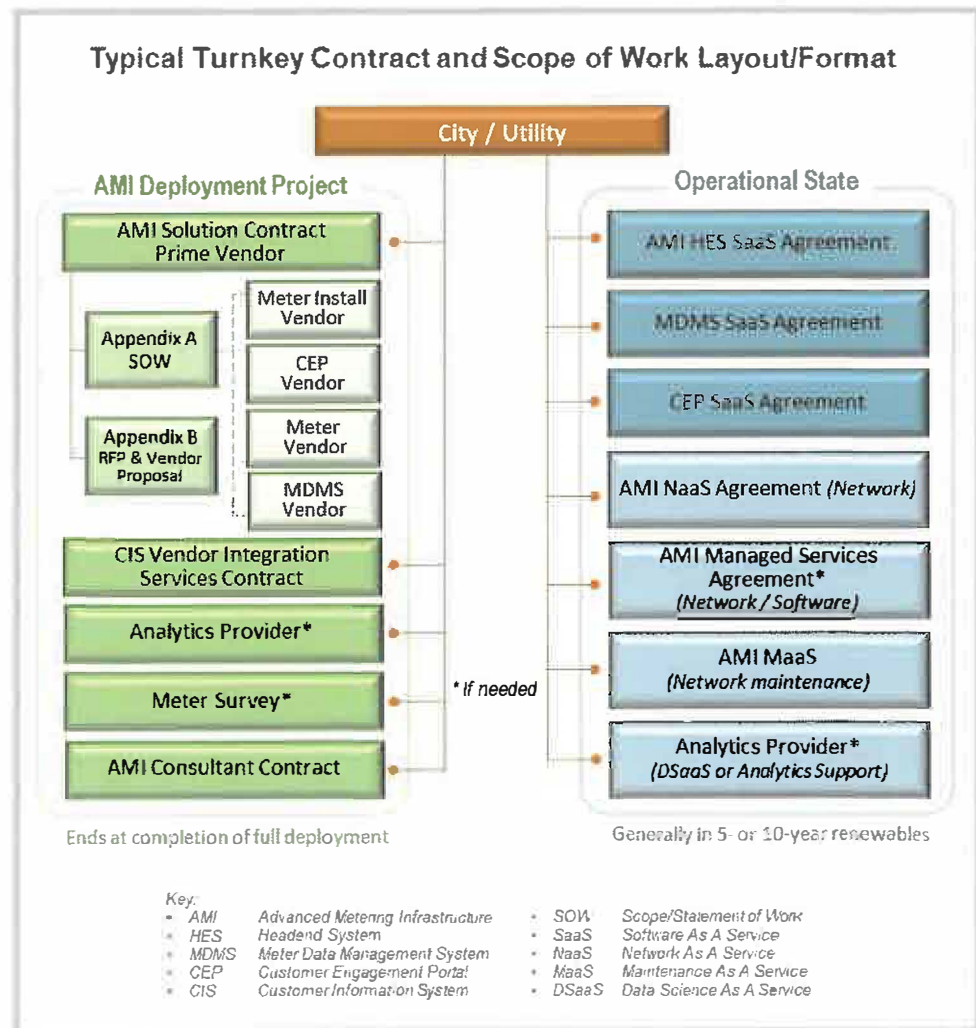 Typical Turnkey Contract and Scope of Work Layout/Format
City / Utility
AMI Deployment Project
AMI Solution Contract
Prime Vendor
Appendix A
SOW
Appendix B
RFP & Vendor
Proposal
Meter Install
Vendor
CEP
Vendor
Meter
Vendor
MDMS
Vendor
CIS Vendor Integration
Services Contract
Analytics Provider*
Meter Survey*
AMI Consultant Contract
Ends at completion of full deployment
* If needed
Operational State
AMI HES SaaS Agreement
MDMS SaaS Agreement
CEP SaaS Agreement
AMI NaaS Agreement (Network)
AMI Managed Services
Agreement*
(Network / Software)
AMI MaaS
(Network maintenance)
Analytics Provider*
(DSaaS or Analytics Support)
Generally in 5- or 10-year renewables
Key:
• AMI Advanced Metering Infrastructure
• HES Headend System
• MDMS Meter Data Management System
• CEP Customer Engagement Portal
• CIS Customer Information System
• SOW Scope/Statement of Work
• SaaS Software As A Service
• NaaS Network As A Service
• MaaS Maintenance As A Service
• DSaaS Data Science As A Service